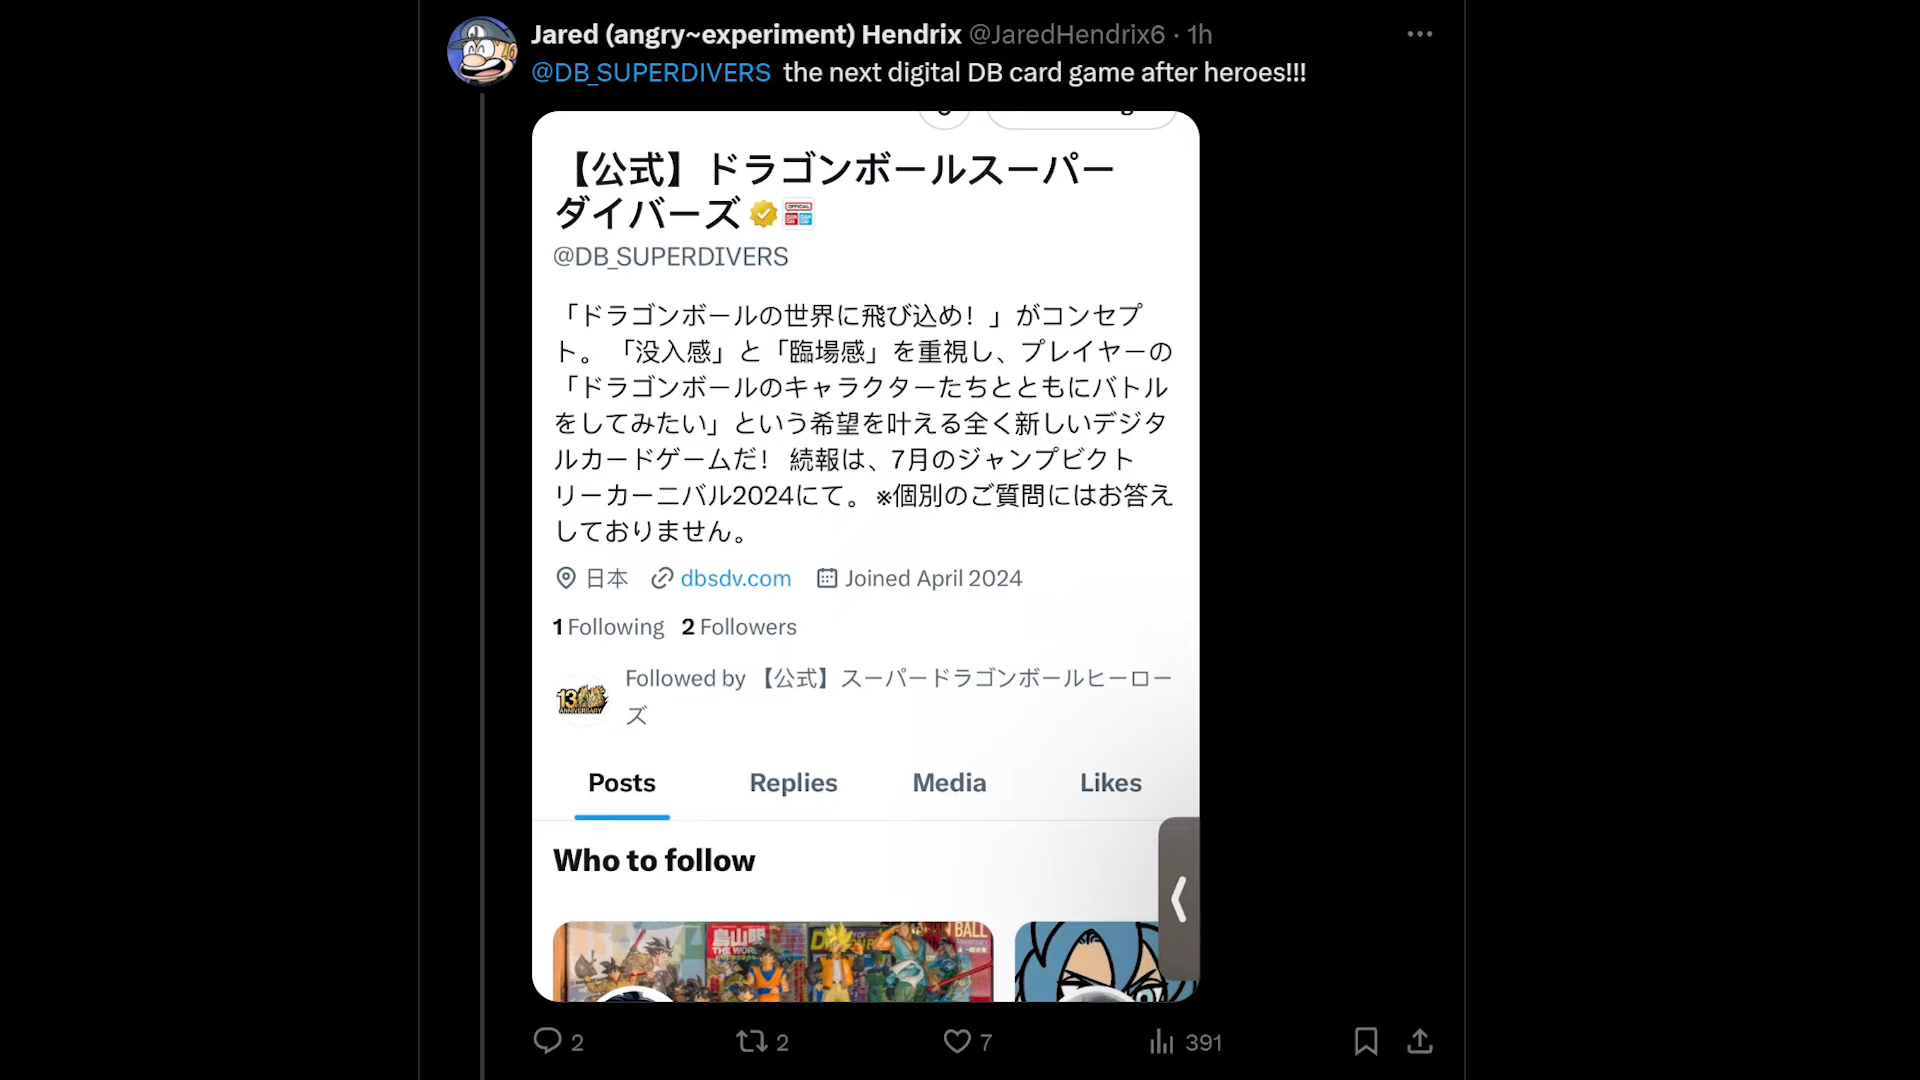 Jared (angry~experiment) Hendrix @JaredHendrix6 · 1h
@DB_SUPERDIVERS the next digital DB card game after heroes!!!
【公式】ドラゴンボールスーパー
ダイバーズ
OFFICIAL
@DB_SUPERDIVERS
「ドラゴンボールの世界に飛び込め！」がコンセプ
ト。「没入感」と「臨場感」を重視し、プレイヤーの
「ドラゴンボールのキャラクターたちとともにバトル
をしてみたい」という希望を叶える全く新しいデジタ
ルカードゲームだ！ 続報は、7月のジャンプビクト
リーカーニバル2024にて。※個別のご質問にはお答え
しておりません。
日本 dbsdv.com Joined April 2024
1 Following 2 Followers
Followed by 【公式】スーパードラゴンボールヒーロー
ズ
13 ANNIVERSARY
Posts Replies Media Likes
Who to follow
鳥山明
THE WORLD
BALL
2 2 7 391